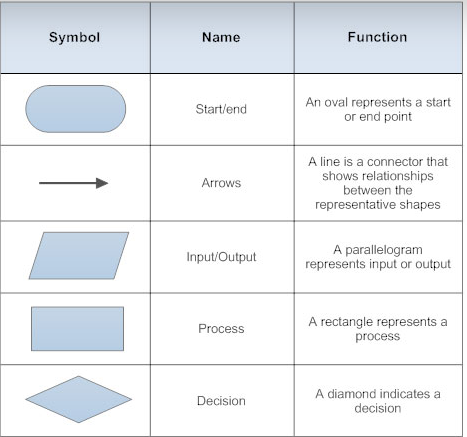 Symbol Name Function
Start/end
An oval represents a start
or end point
Arrows
A line is a connector that
shows relationships
between the
representative shapes
Input/Output
A parallelogram
represents input or output
Process
A rectangle represents a
process
Decision
A diamond indicates a
decision